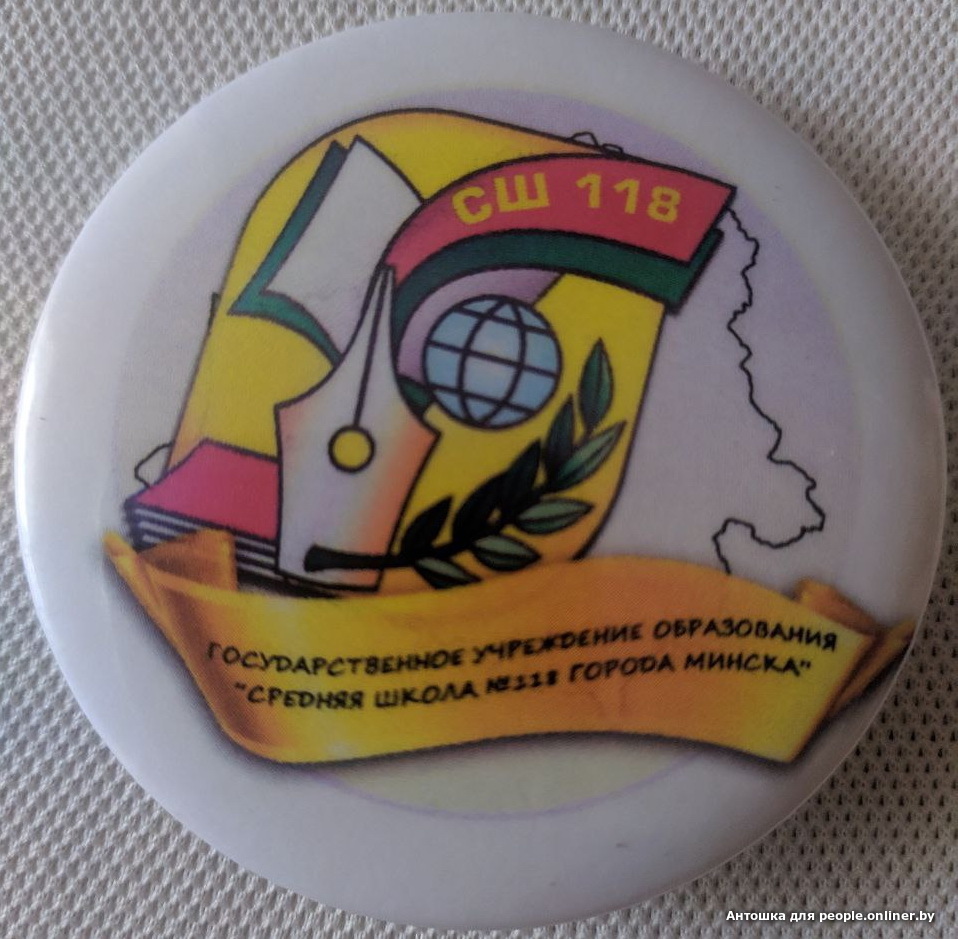 СШ 118
ГОСУДАРСТВЕННОЕ УЧРЕЖДЕНИЕ ОБРАЗОВАНИЯ
"СРЕДНЯЯ ШКОЛА №118 ГОРОДА МИНСКА"
Антошка для people.onliner.by